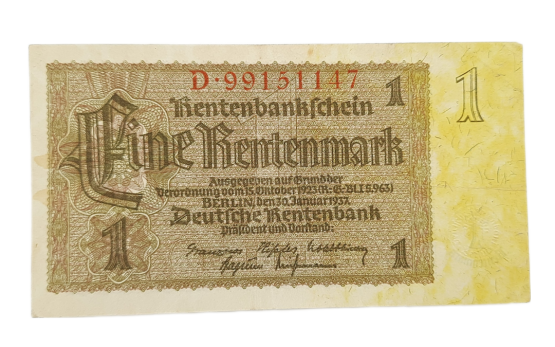 D·99151147
Rentenbankschein
1
1
Eine Rentenmark
Ausgegeben auf Grund der
Verordnung vom 15. Oktober 1923 (R.-G.-Bl. I S. 963)
BERLIN, den 30. Januar 1937.
Deutsche Rentenbank
Präsident und Vorstand:
1
1